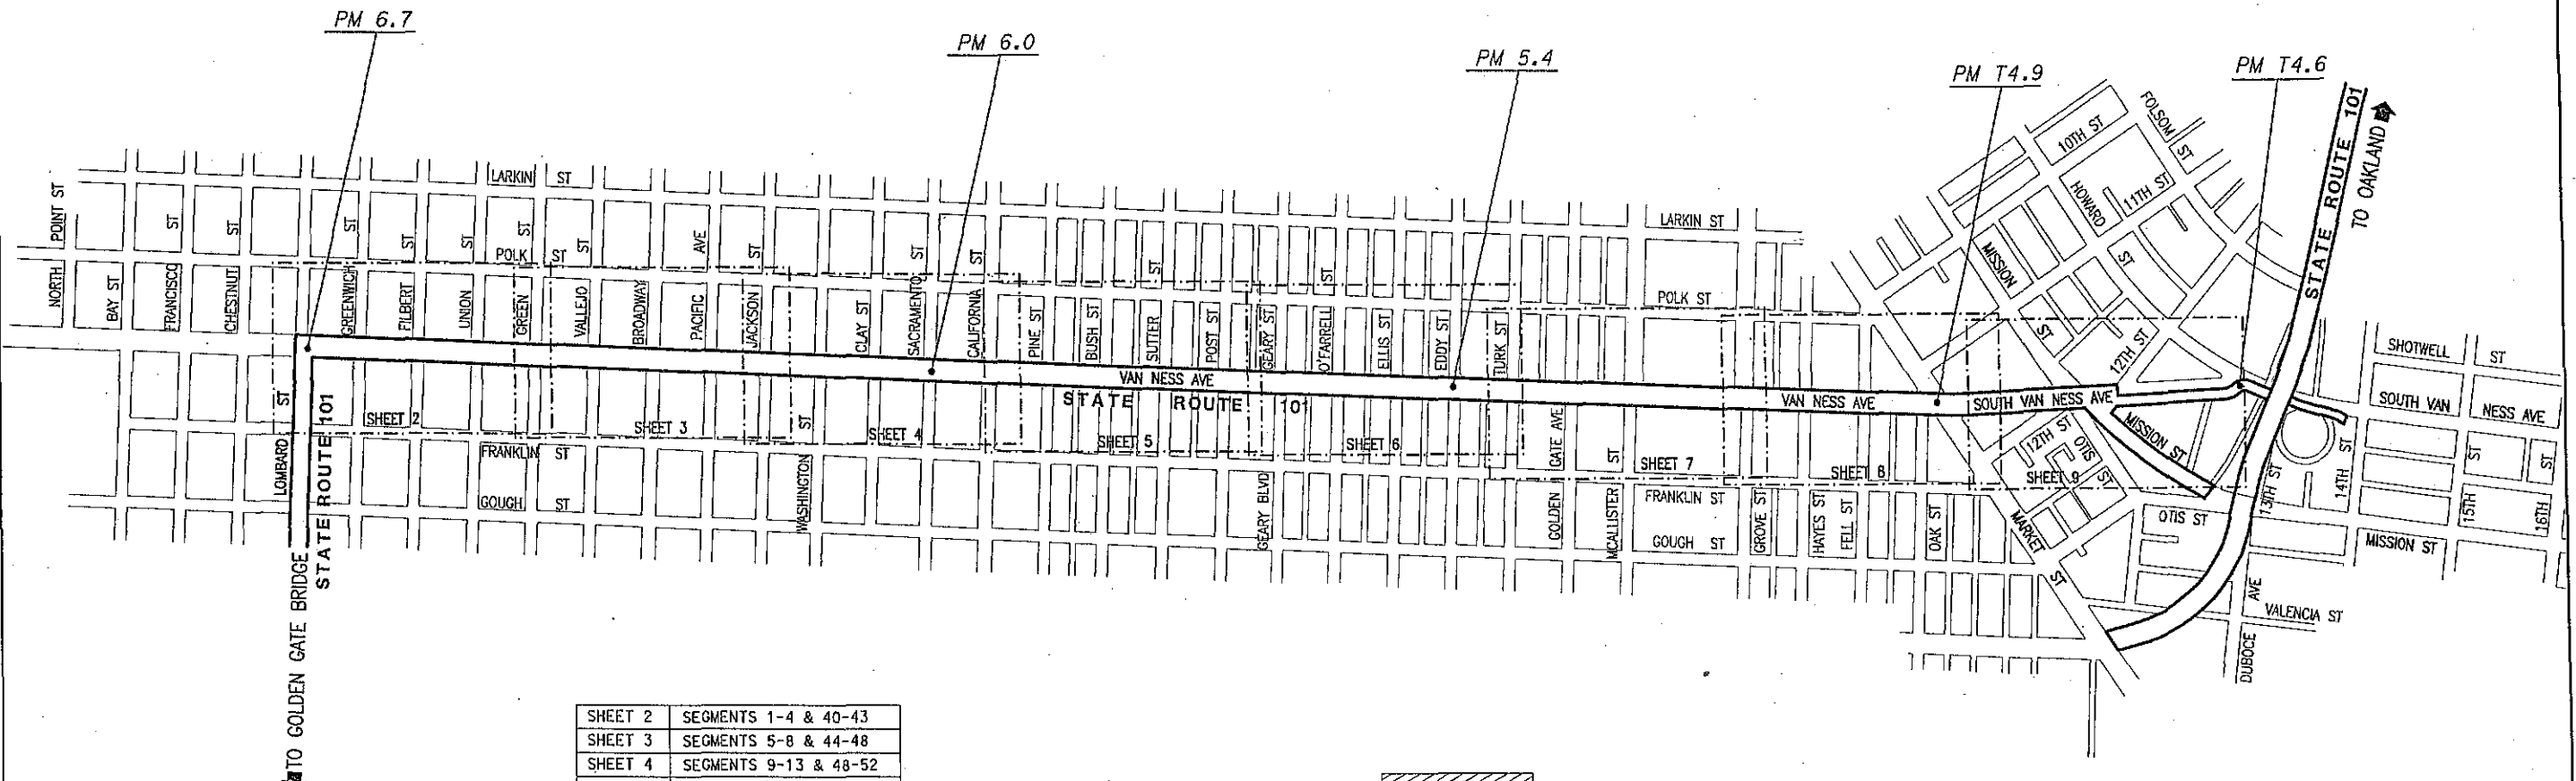 PM 6.7
PM 6.0
PM 5.4
PM T4.9
PM T4.6
STATE ROUTE 101
TO OAKLAND
LARKIN ST
LARKIN ST
10TH ST
FOLSOM ST
HOWARD ST
11TH ST
MISSION ST
12TH ST
NORTH POINT ST
BAY ST
FRANCISCO ST
CHESTNUT ST
GREENWICH ST
FILBERT ST
UNION ST
POLK ST
GREEN ST
VALLEJO ST
BROADWAY
PACIFIC AVE
JACKSON ST
CLAY ST
SACRAMENTO ST
CALIFORNIA ST
PINE ST
BUSH ST
SUTTER ST
POST ST
GEARY ST
O'FARRELL ST
ELLIS ST
EDDY ST
TURK ST
POLK ST
VAN NESS AVE
STATE ROUTE 101
VAN NESS AVE
SOUTH VAN NESS AVE
SHOTWELL ST
SOUTH VAN NESS AVE
LOMBARD ST
STATE ROUTE 101
TO GOLDEN GATE BRIDGE
SHEET 2
SHEET 3
SHEET 4
SHEET 5
SHEET 6
SHEET 7
SHEET 8
SHEET 9
FRANKLIN ST
GOUGH ST
WASHINGTON ST
GEARY BLVD
GOLDEN GATE AVE
MCALLISTER ST
FRANKLIN ST
GOUGH ST
GROVE ST
HAYES ST
FELL ST
OAK ST
MARKET ST
12TH ST
OTIS ST
MISSION ST
OTIS ST
13TH ST
14TH ST
15TH ST
16TH ST
MISSION ST
VALENCIA ST
DUBOCE AVE
SHEET 2 SEGMENTS 1-4 & 40-43
SHEET 3 SEGMENTS 5-8 & 44-48
SHEET 4 SEGMENTS 9-13 & 48-52